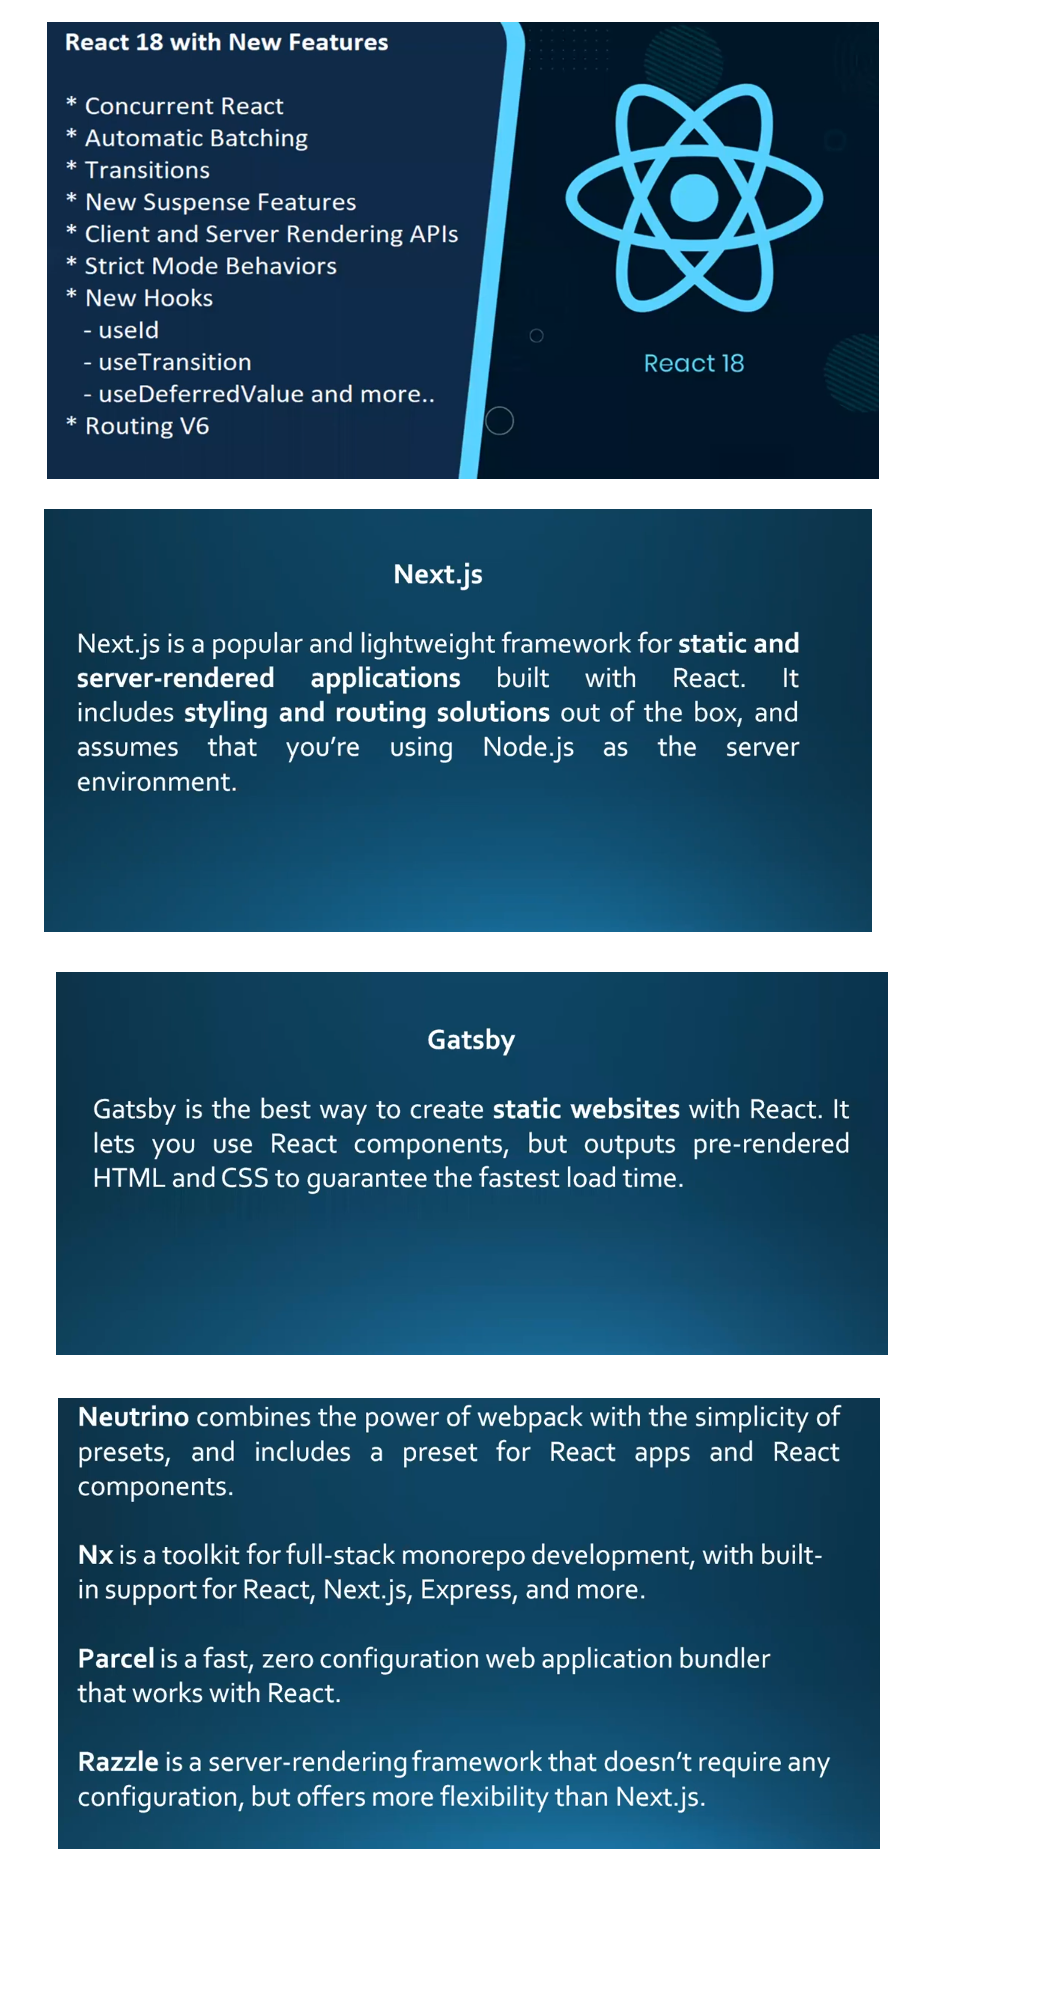 React 18 with New Features
* Concurrent React
* Automatic Batching
* Transitions
* New Suspense Features
* Client and Server Rendering APIs
* Strict Mode Behaviors
* New Hooks
- useId
- useTransition
- useDeferredValue and more..
* Routing V6
React 18
Next.js
Next.js is a popular and lightweight framework for static and
server-rendered applications built with React. It
includes styling and routing solutions out of the box, and
assumes that you’re using Node.js as the server
environment.
Gatsby
Gatsby is the best way to create static websites with React. It
lets you use React components, but outputs pre-rendered
HTML and CSS to guarantee the fastest load time.
Neutrino combines the power of webpack with the simplicity of
presets, and includes a preset for React apps and React
components.
Nx is a toolkit for full-stack monorepo development, with built-
in support for React, Next.js, Express, and more.
Parcel is a fast, zero configuration web application bundler
that works with React.
Razzle is a server-rendering framework that doesn’t require any
configuration, but offers more flexibility than Next.js.